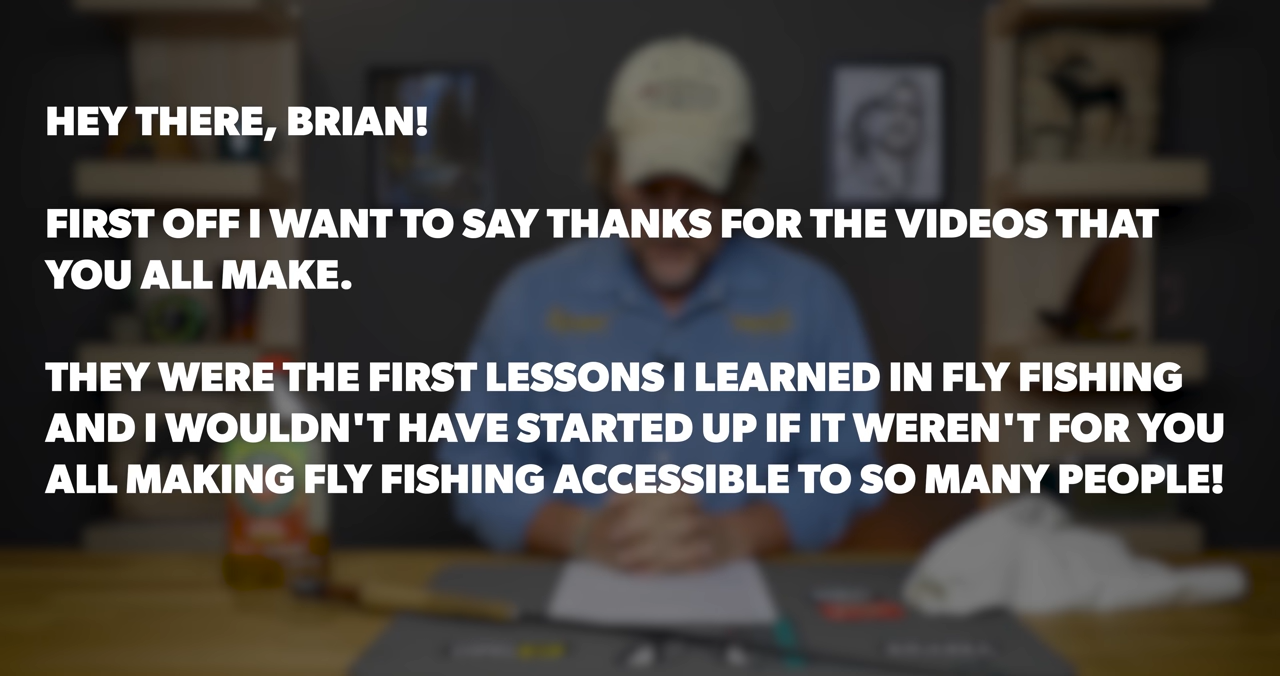 HEY THERE, BRIAN!
FIRST OFF I WANT TO SAY THANKS FOR THE VIDEOS THAT
YOU ALL MAKE.
THEY WERE THE FIRST LESSONS I LEARNED IN FLY FISHING
AND I WOULDN'T HAVE STARTED UP IF IT WEREN'T FOR YOU
ALL MAKING FLY FISHING ACCESSIBLE TO SO MANY PEOPLE!